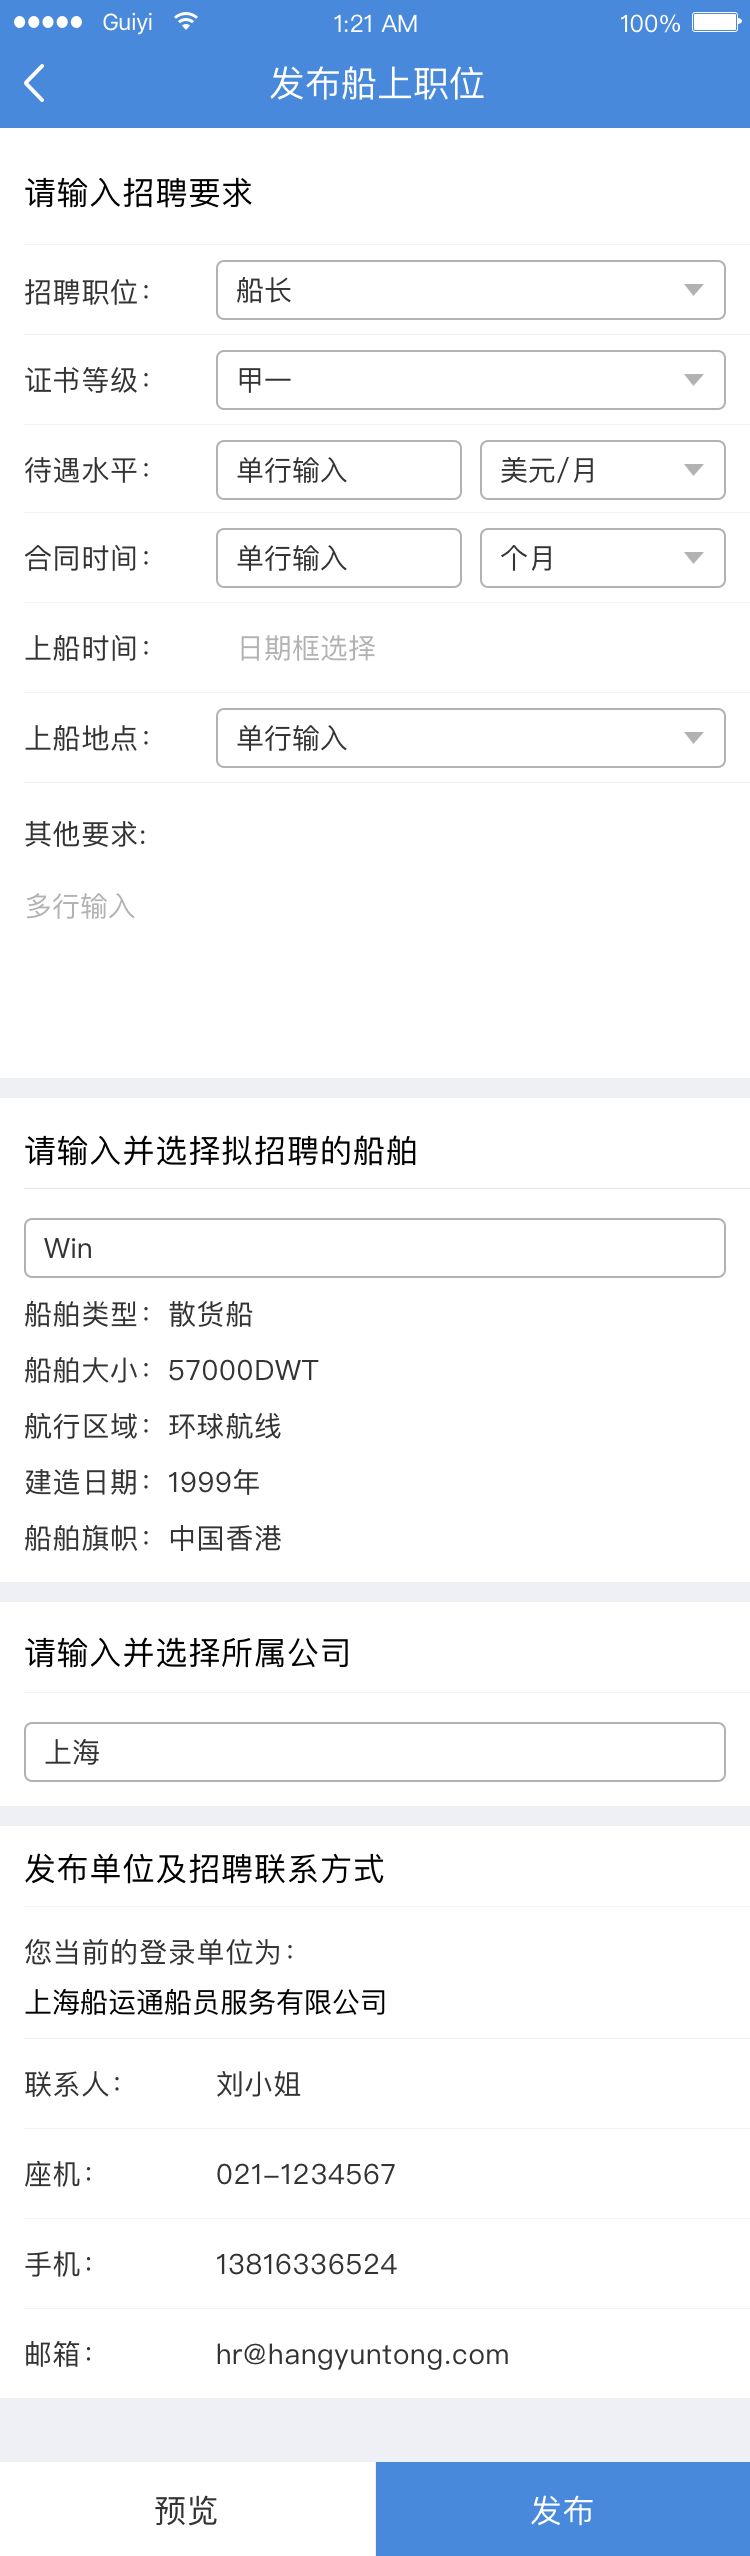 Guiyi 1:21 AM 100%
发布船上职位
请输入招聘要求
招聘职位： 船长
证书等级： 甲一
待遇水平： 单行输入 美元/月
合同时间： 单行输入 个月
上船时间： 日期框选择
上船地点： 单行输入
其他要求:
多行输入
请输入并选择拟招聘的船舶
Win
船舶类型： 散货船
船舶大小： 57000DWT
航行区域： 环球航线
建造日期： 1999年
船舶旗帜： 中国香港
请输入并选择所属公司
上海
发布单位及招聘联系方式
您当前的登录单位为：
上海船运通船员服务有限公司
联系人： 刘小姐
座机： 021-1234567
手机： 13816336524
邮箱： hr@hangyuntong.com
预览 发布